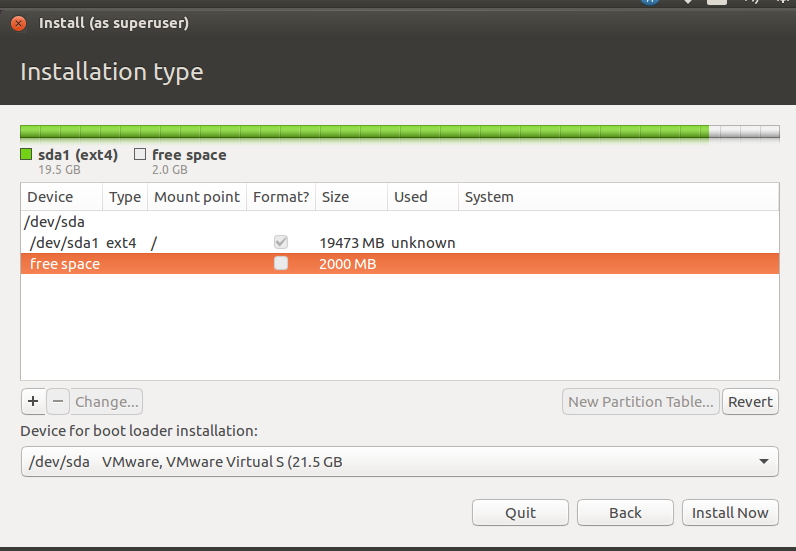 Install (as superuser)
Installation type
sda1 (ext4) free space
19.5 GB 2.0 GB
Device Type Mount point Format? Size Used System
/dev/sda
/dev/sda1 ext4 / 19473 MB unknown
free space 2000 MB
+ − Change... New Partition Table... Revert
Device for boot loader installation:
/dev/sda VMware, VMware Virtual S (21.5 GB
Quit Back Install Now